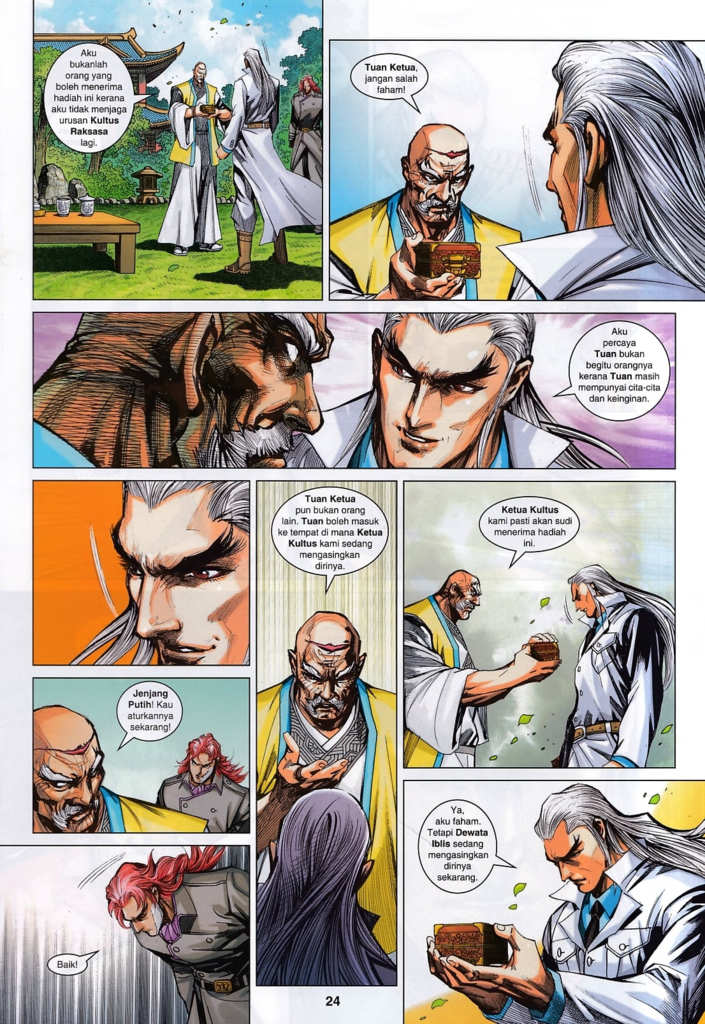 Aku
bukanlah
orang yang
boleh menerima
hadiah ini kerana
aku tidak menjaga
urusan Kultus
Raksasa
lagi.
Tuan Ketua,
jangan salah
faham!
Aku
percaya
Tuan bukan
begitu orangnya
kerana Tuan masih
mempunyai cita-cita
dan keinginan.
Tuan Ketua
pun bukan orang
lain. Tuan boleh masuk
ke tempat di mana Ketua
Kultus kami sedang
mengasingkan
dirinya.
Ketua Kultus
kami pasti akan sudi
menerima hadiah
ini.
Jenjang
Putih! Kau
aturkannya
sekarang!
Baik!
Ya,
aku faham.
Tetapi Dewata
Iblis sedang
mengasingkan
dirinya
sekarang.
24